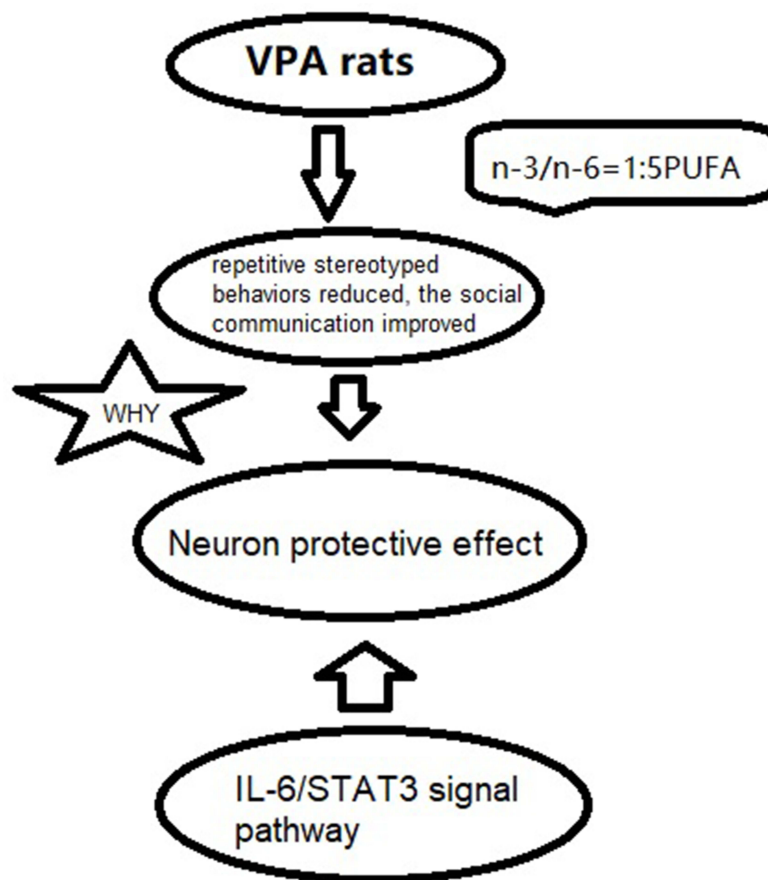 VPA rats
n-3/n-6=1:5PUFA
repetitive stereotyped
behaviors reduced, the social
communication improved
WHY
Neuron protective effect
IL-6/STAT3 signal
pathway